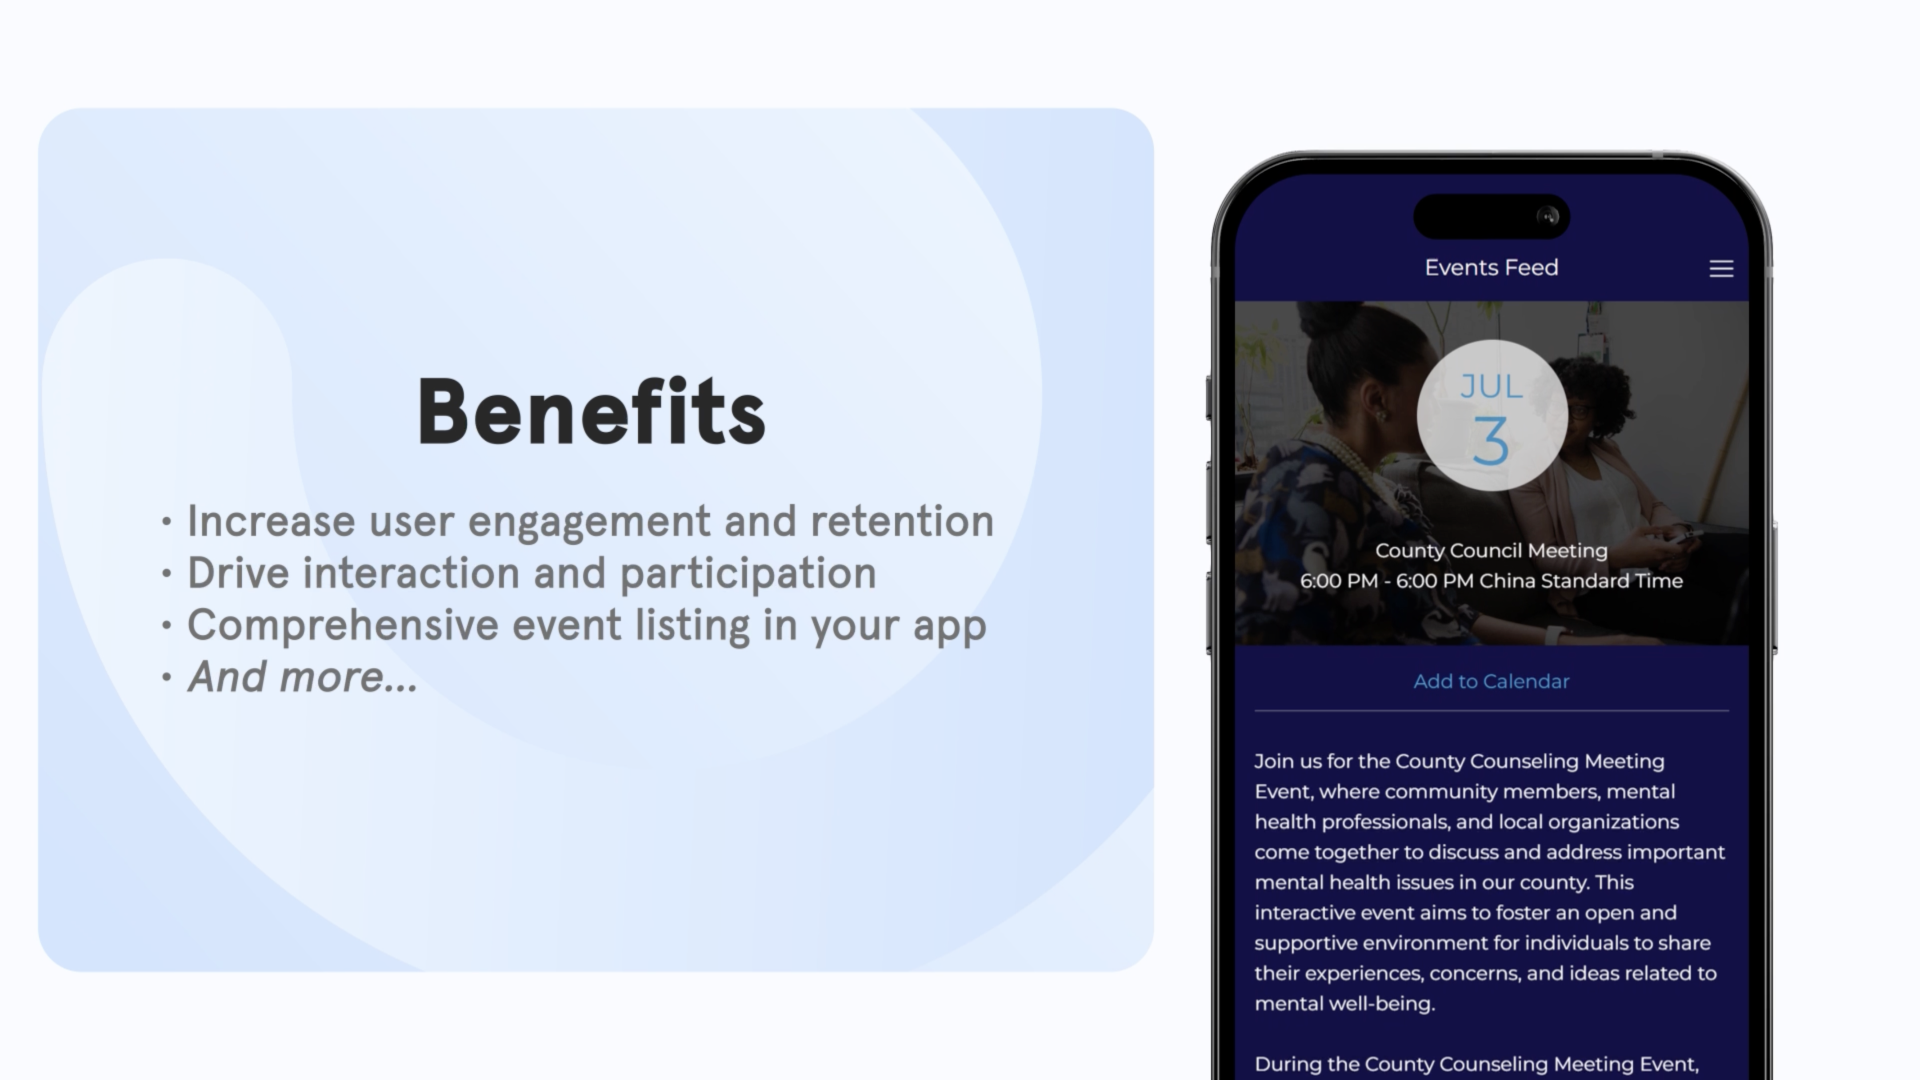 Benefits
• Increase user engagement and retention
• Drive interaction and participation
• Comprehensive event listing in your app
• And more...
Events Feed
JUL
3
County Council Meeting
6:00 PM - 6:00 PM China Standard Time
Add to Calendar
Join us for the County Counseling Meeting
Event, where community members, mental
health professionals, and local organizations
come together to discuss and address important
mental health issues in our county. This
interactive event aims to foster an open and
supportive environment for individuals to share
their experiences, concerns, and ideas related to
mental well-being.
During the County Counseling Meeting Event,